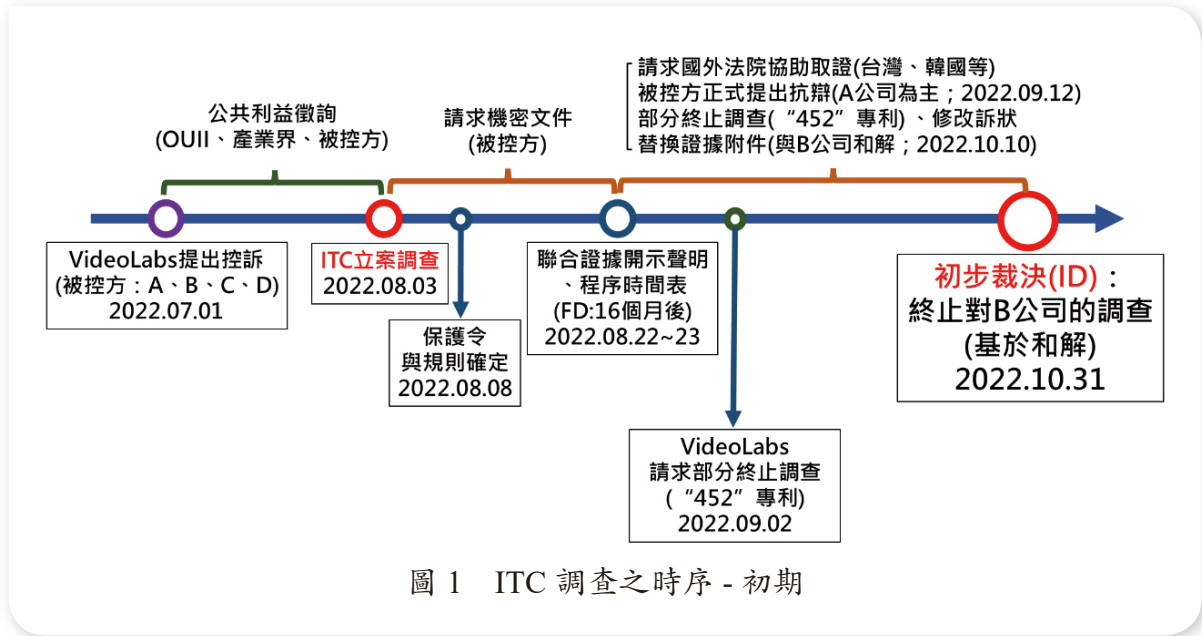 公共利益徵詢
(OUII、產業界、被控方)
請求機密文件
(被控方)
請求國外法院協助取證(台灣、韓國等)
被控方正式提出抗辯(A公司為主；2022.09.12)
部分終止調查(“452”專利)、修改訴狀
替換證據附件(與B公司和解；2022.10.10)
VideoLabs提出控訴
(被控方：A、B、C、D)
2022.07.01
ITC立案調查
2022.08.03
保護令
與規則確定
2022.08.08
聯合證據開示聲明
、程序時間表
(FD:16個月後)
2022.08.22~23
VideoLabs
請求部分終止調查
(“452”專利)
2022.09.02
初步裁決(ID)：
終止對B公司的調查
(基於和解)
2022.10.31
圖 1　ITC 調查之時序 - 初期